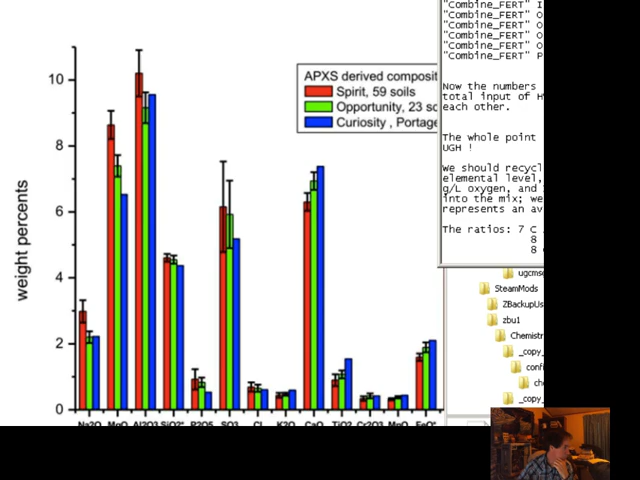 "Combine_FERT" I
"Combine_FERT" O
"Combine_FERT" O
"Combine_FERT" O
"Combine_FERT" O
"Combine_FERT" P
Now the numbers
total input of H
each other.
The whole point
UGH !
We should recycl
elemental level,
g/L oxygen, and
into the mix; we
represents an av
The ratios: 7 C
8
8
APXS derived composit
Spirit, 59 soils
Opportunity, 23 so
Curiosity , Portage
weight percents
10
8
6
4
2
0
Na2O MgO Al2O3 SiO2* P2O5 SO3 Cl K2O CaO TiO2 Cr2O3 MnO FeO*
ugcms
SteamMods
ZBackupUs
zbu1
Chemistr
_copy_
confi
che
_copy_